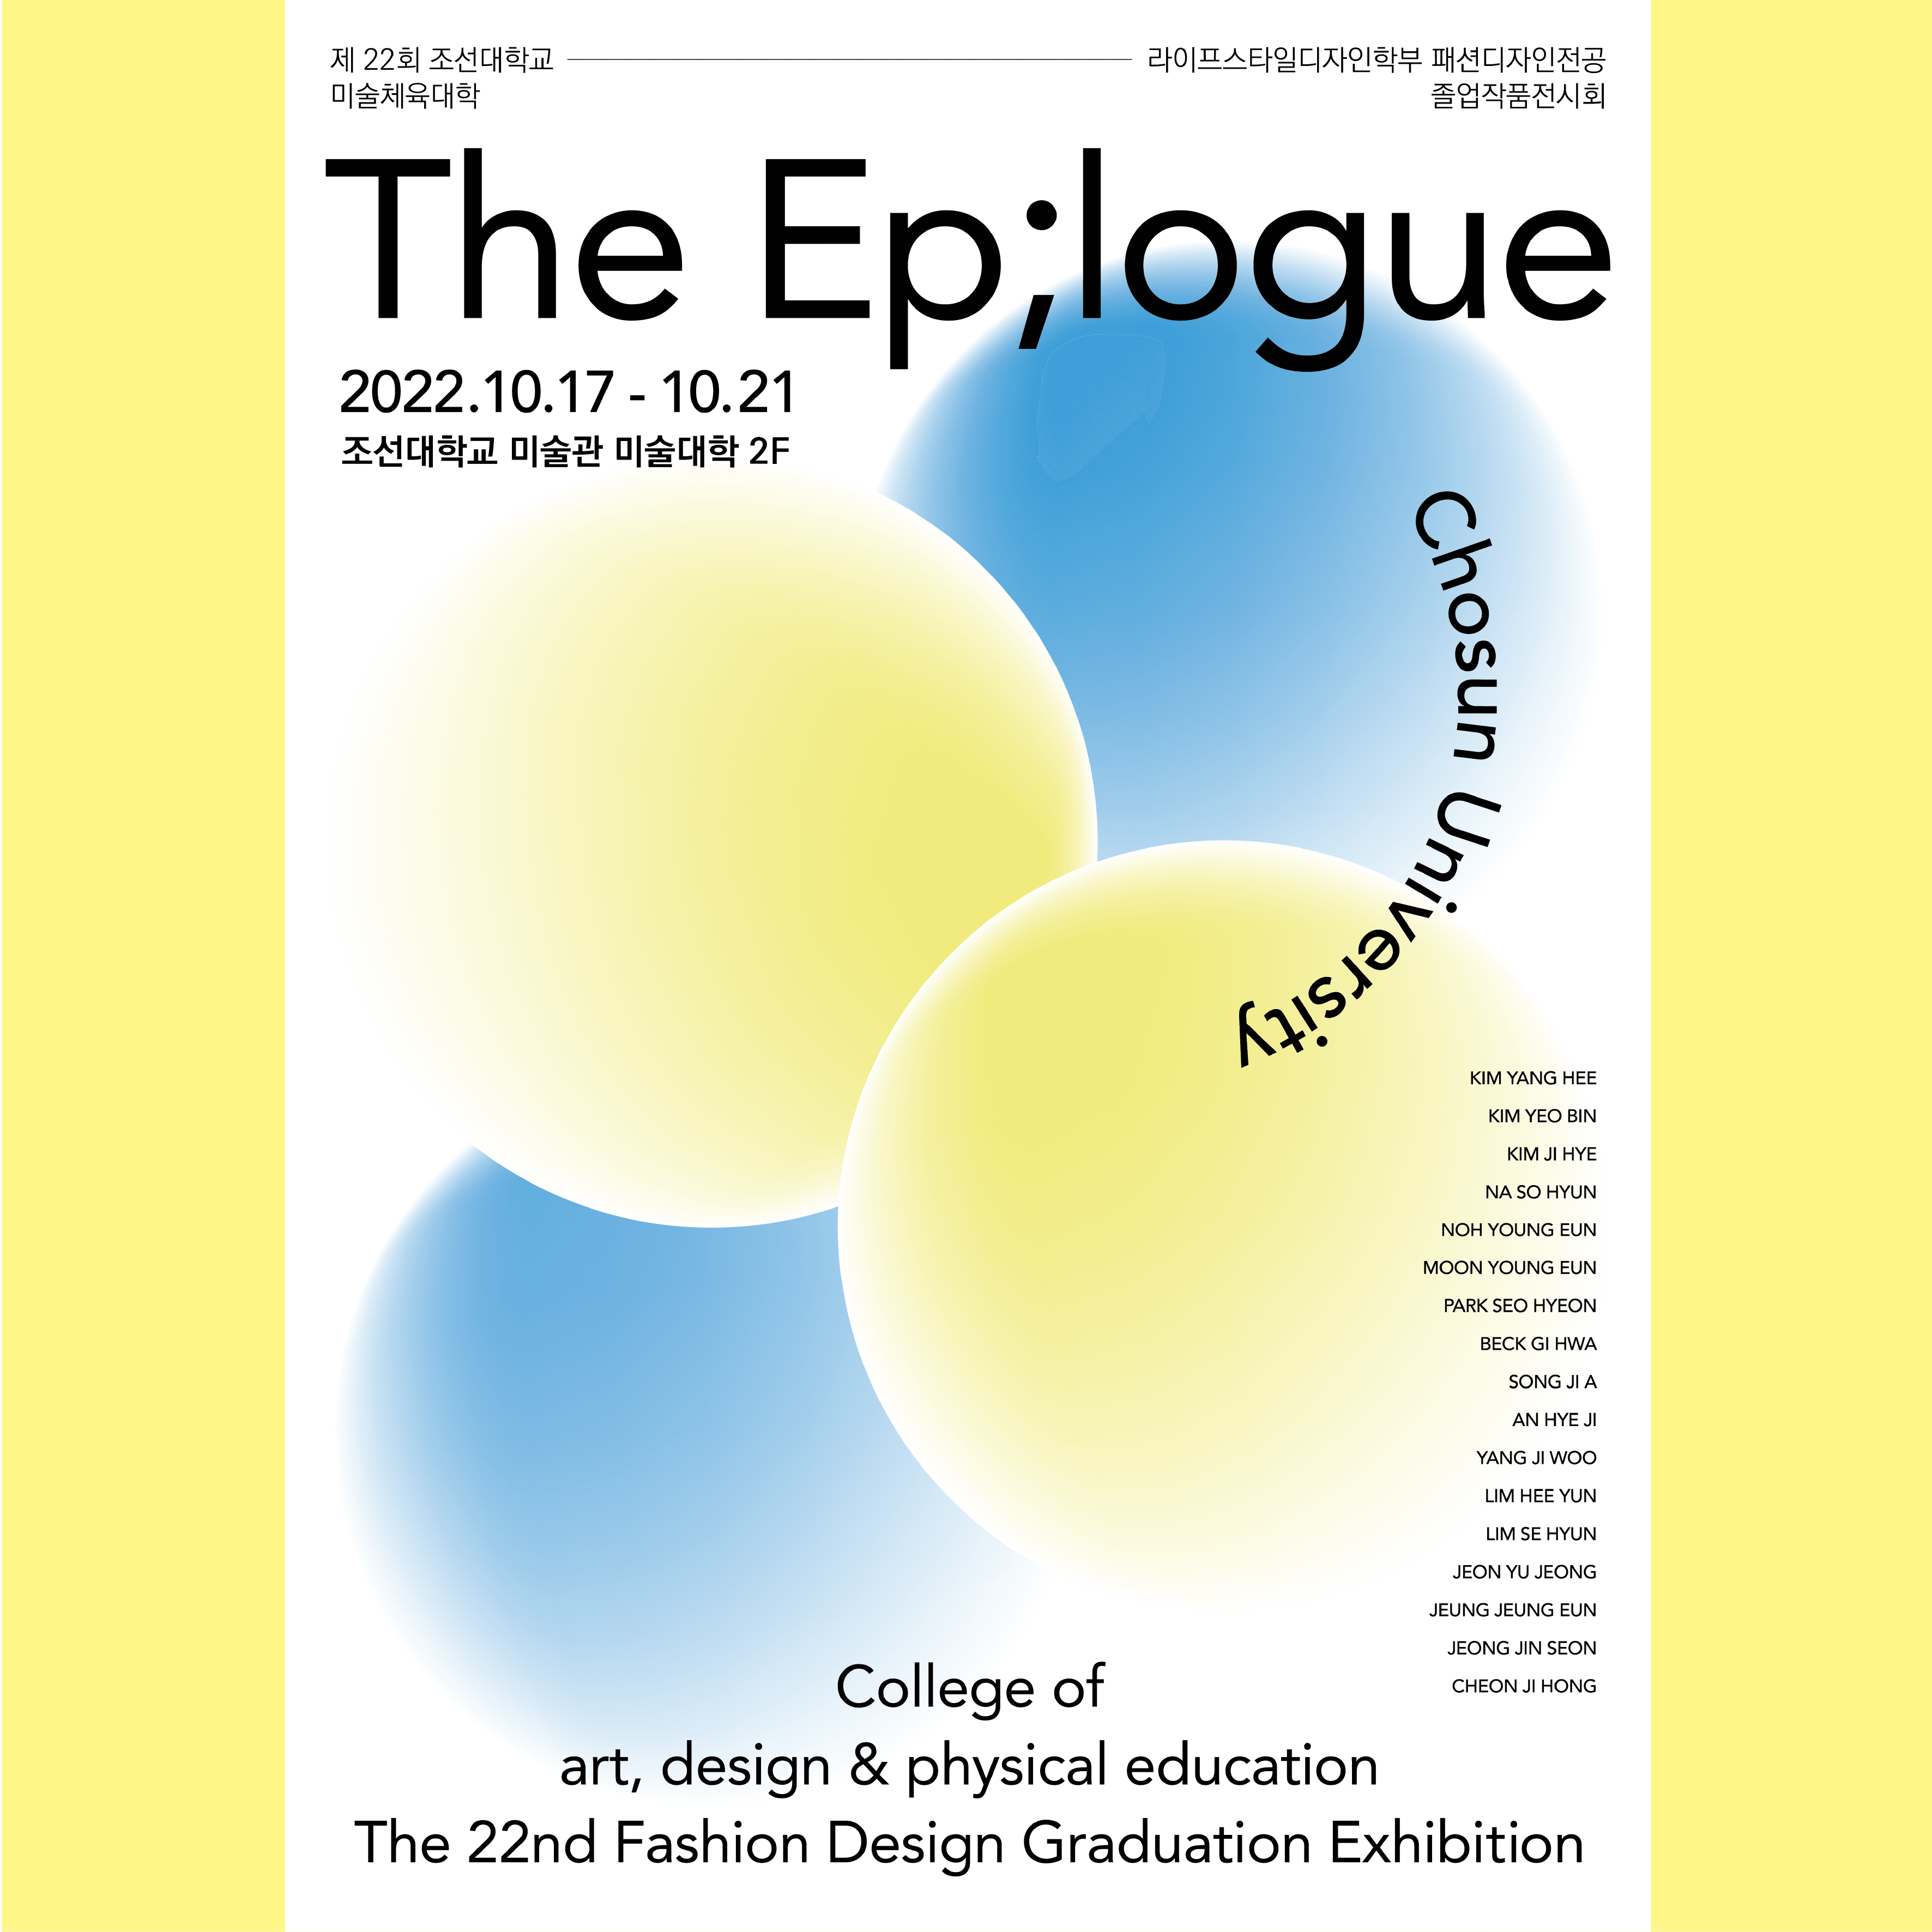 제 22회 조선대학교
미술체육대학
라이프스타일디자인학부 패션디자인전공
졸업작품전시회
The Ep;logue
2022.10.17 - 10.21
조선대학교 미술관 미술대학 2F
Chosun University
KIM YANG HEE
KIM YEO BIN
KIM JI HYE
NA SO HYUN
NOH YOUNG EUN
MOON YOUNG EUN
PARK SEO HYEON
BECK GI HWA
SONG JI A
AN HYE JI
YANG JI WOO
LIM HEE YUN
LIM SE HYUN
JEON YU JEONG
JEUNG JEUNG EUN
JEONG JIN SEON
CHEON JI HONG
College of
art, design & physical education
The 22nd Fashion Design Graduation Exhibition